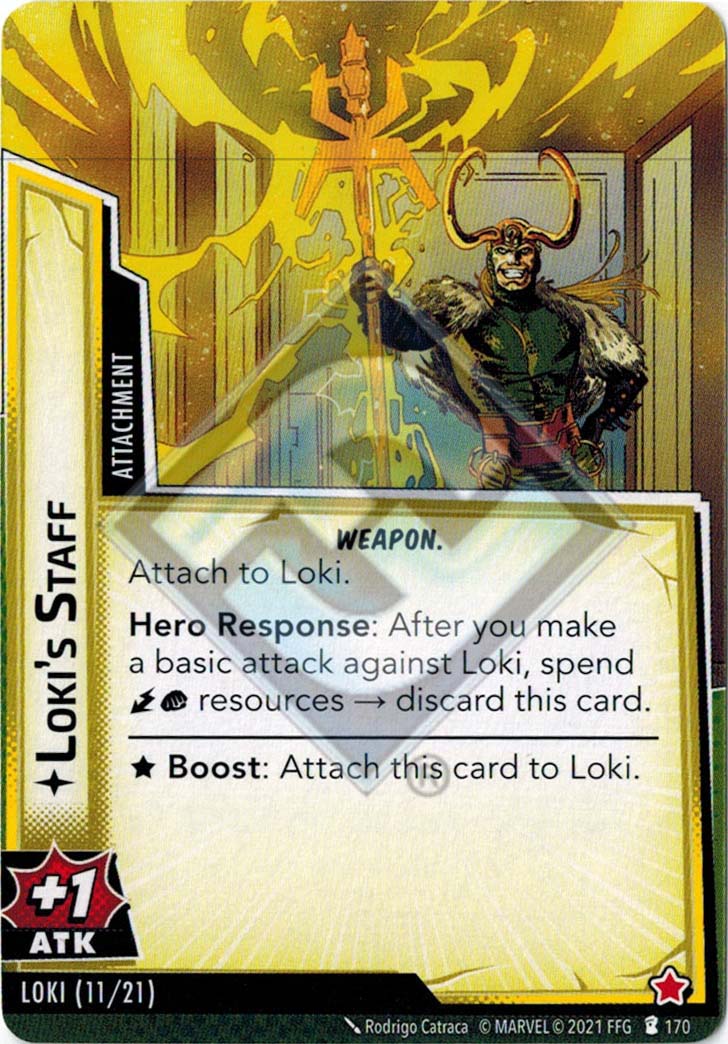 ATTACHMENT
LOKI'S STAFF
WEAPON.
Attach to Loki.
Hero Response: After you make
a basic attack against Loki, spend
resources → discard this card.
★ Boost: Attach this card to Loki.
+1
ATK
LOKI (11/21)
Rodrigo Catraca © MARVEL © 2021 FFG 170